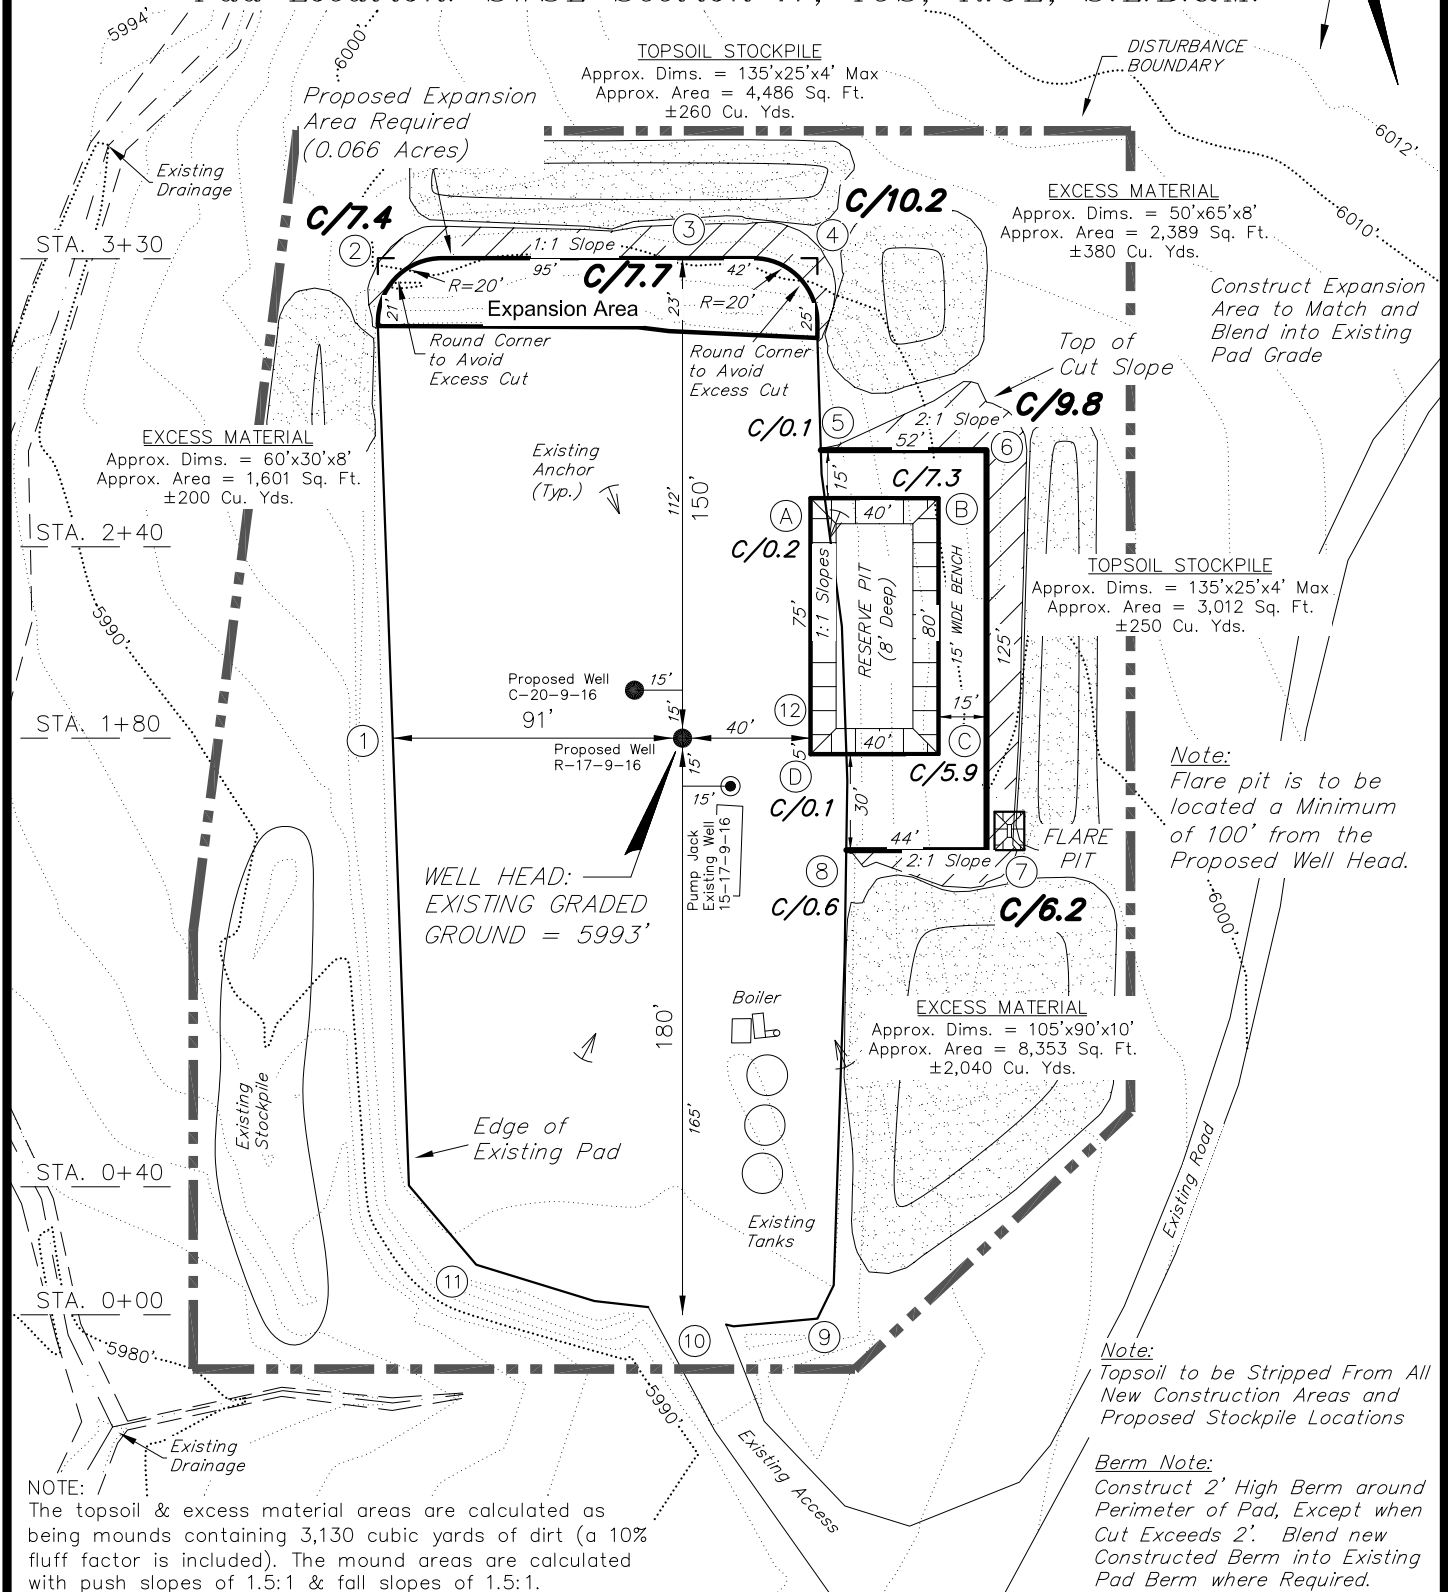 5994'
6000'
TOPSOIL STOCKPILE
Approx. Dims. = 135'x25'x4' Max
Approx. Area = 4,486 Sq. Ft.
±260 Cu. Yds.
DISTURBANCE
BOUNDARY
Proposed Expansion
Area Required
(0.066 Acres)
6012'
Existing
Drainage
EXCESS MATERIAL
Approx. Dims. = 50'x65'x8'
Approx. Area = 2,389 Sq. Ft.
±380 Cu. Yds.
6010'
C/7.4
C/10.2
STA. 3+30
2
3
4
1:1 Slope
95'
C/7.7
42'
R=20'
R=20'
21'
23'
25'
Expansion Area
Construct Expansion
Area to Match and
Blend into Existing
Pad Grade
Round Corner
to Avoid
Excess Cut
Round Corner
to Avoid
Excess Cut
Top of
Cut Slope
C/9.8
C/0.1
5
2:1 Slope
52'
6
EXCESS MATERIAL
Approx. Dims. = 60'x30'x8'
Approx. Area = 1,601 Sq. Ft.
±200 Cu. Yds.
Existing
Anchor
(Typ.)
112'
150'
15'
C/7.3
A
40'
B
STA. 2+40
C/0.2
75'
1:1 Slopes
RESERVE PIT
(8' Deep)
80'
15' WIDE BENCH
125'
TOPSOIL STOCKPILE
Approx. Dims. = 135'x25'x4' Max
Approx. Area = 3,012 Sq. Ft.
±250 Cu. Yds.
5990'
Proposed Well
C-20-9-16
15'
15'
STA. 1+80
91'
1
12
40'
15'
Proposed Well
R-17-9-16
15'
5'
40'
C
D
C/5.9
15'
C/0.1
30'
Note:
Flare pit is to be
located a Minimum
of 100' from the
Proposed Well Head.
44'
FLARE
PIT
2:1 Slope
Pump Jack
Existing Well
15-17-9-16
8
7
WELL HEAD:
EXISTING GRADED
GROUND = 5993'
C/0.6
C/6.2
6000'
180'
Boiler
EXCESS MATERIAL
Approx. Dims. = 105'x90'x10'
Approx. Area = 8,353 Sq. Ft.
±2,040 Cu. Yds.
Existing
Stockpile
Edge of
Existing Pad
165'
STA. 0+40
Existing Road
Existing
Tanks
11
STA. 0+00
10
9
5980'
5990'
Note:
Topsoil to be Stripped From All
New Construction Areas and
Proposed Stockpile Locations
Existing
Drainage
Existing Access
Berm Note:
Construct 2' High Berm around
Perimeter of Pad, Except when
Cut Exceeds 2'. Blend new
Constructed Berm into Existing
Pad Berm where Required.
NOTE:
The topsoil & excess material areas are calculated as
being mounds containing 3,130 cubic yards of dirt (a 10%
fluff factor is included). The mound areas are calculated
with push slopes of 1.5:1 & fall slopes of 1.5:1.